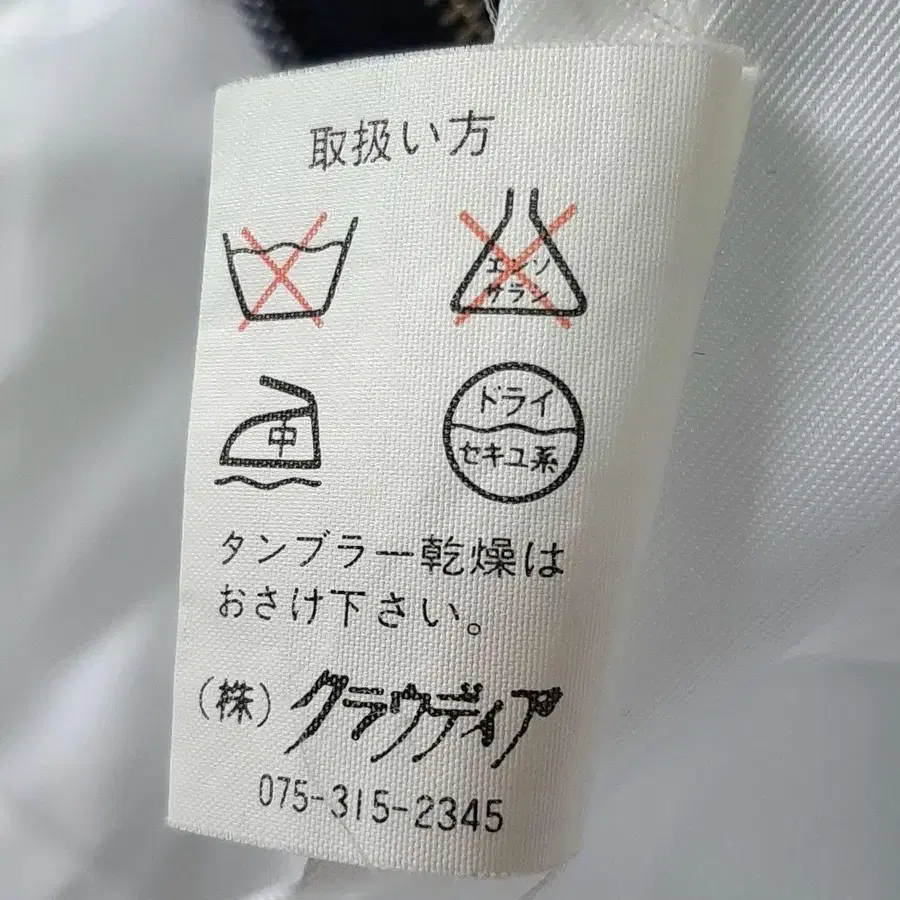 取扱い方
エンソ
サラシ
中
ドライ
セキユ系
タンブラー乾燥は
おさけ下さい。
(株)クラウディア
075-315-2345